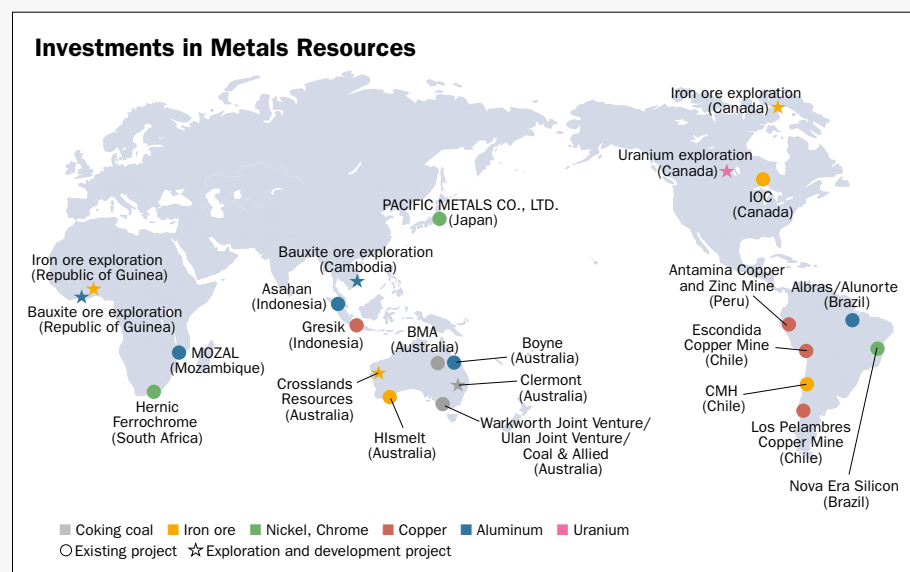 Investments in Metals Resources
Iron ore exploration
(Canada)
Uranium exploration
(Canada)
IOC
(Canada)
PACIFIC METALS CO., LTD.
(Japan)
Iron ore exploration
(Republic of Guinea)
Bauxite ore exploration
(Republic of Guinea)
Bauxite ore exploration
(Cambodia)
Asahan
(Indonesia)
Gresik
(Indonesia)
MOZAL
(Mozambique)
Hernic
Ferrochrome
(South Africa)
BMA
(Australia)
Boyne
(Australia)
Crosslands
Resources
(Australia)
Clermont
(Australia)
HIsmelt
(Australia)
Warkworth Joint Venture/
Ulan Joint Venture/
Coal & Allied
(Australia)
Antamina Copper
and Zinc Mine
(Peru)
Albras/Alunorte
(Brazil)
Escondida
Copper Mine
(Chile)
CMH
(Chile)
Los Pelambres
Copper Mine
(Chile)
Nova Era Silicon
(Brazil)
Coking coal Iron ore Nickel, Chrome Copper Aluminum Uranium
Existing project Exploration and development project